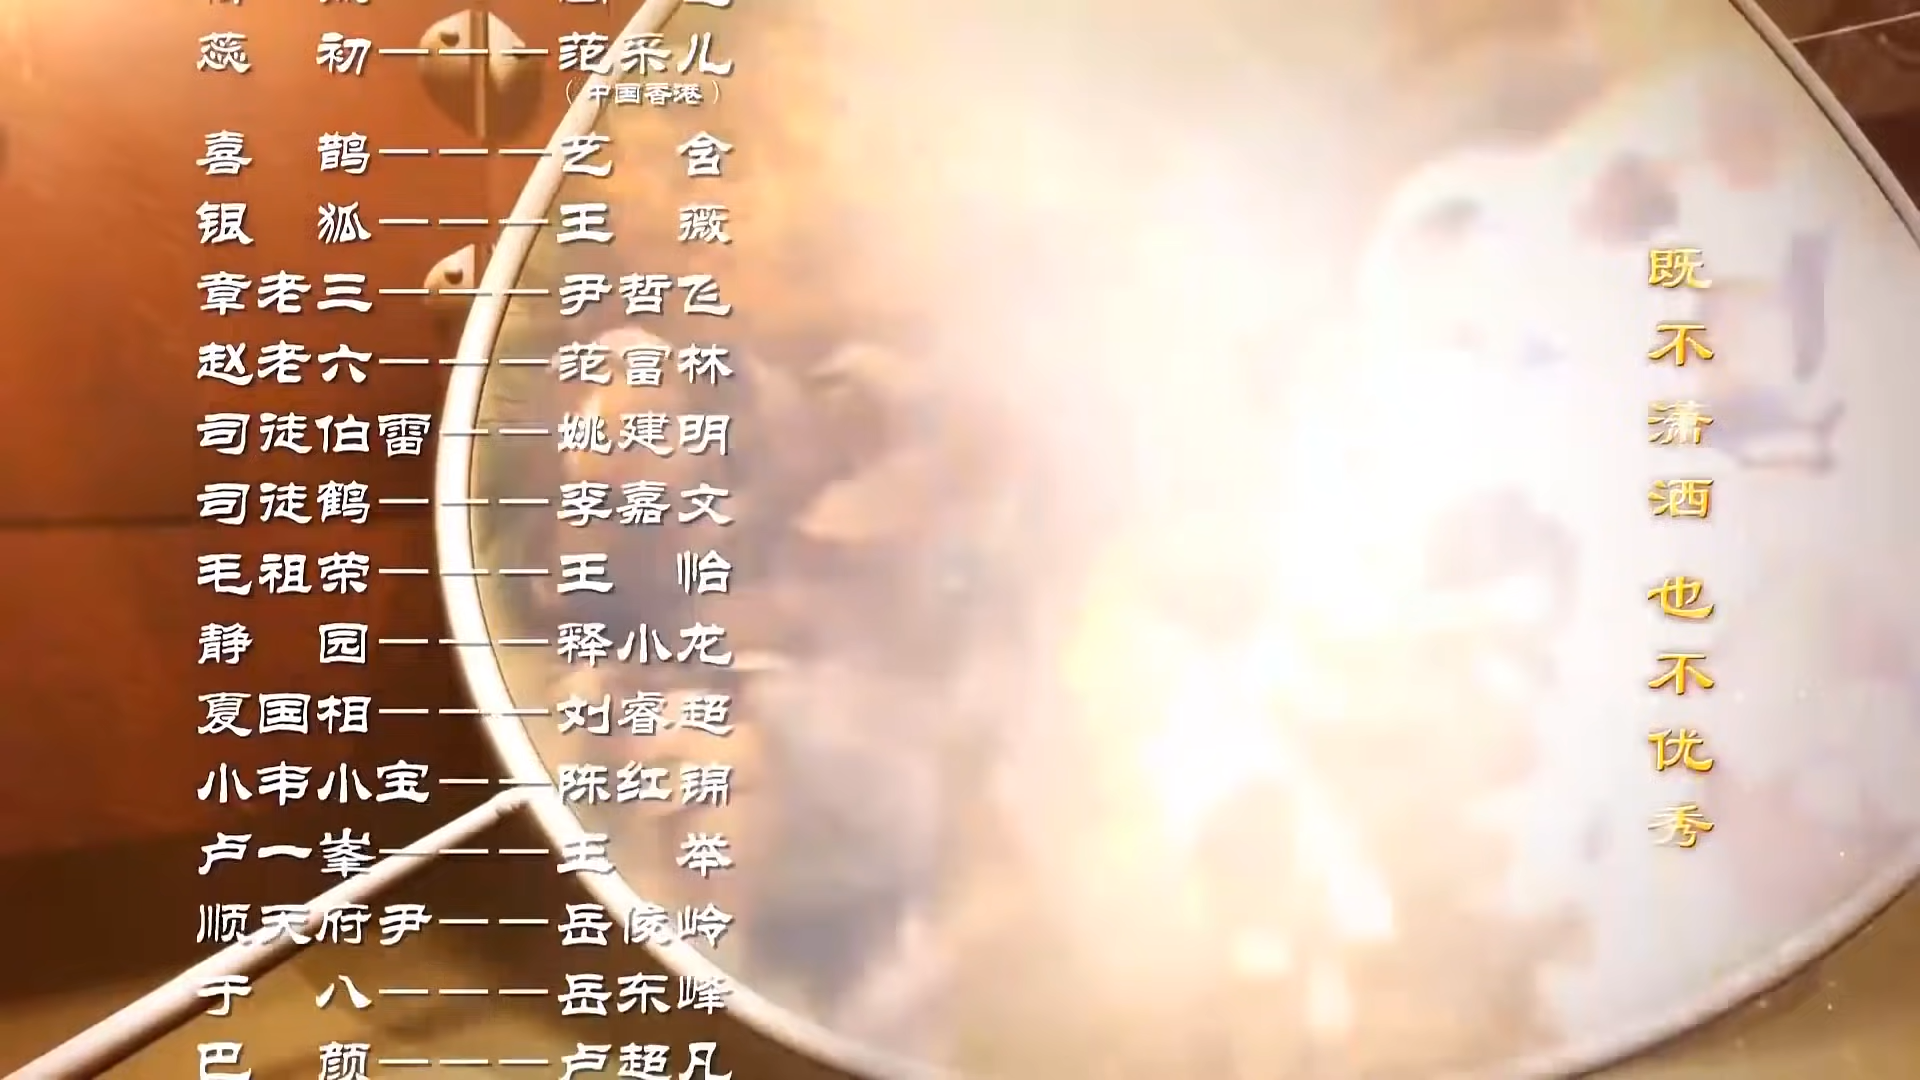 蕊初———范采儿
（中国香港）
喜鹊———艺含
银狐———王薇
章老三———尹哲飞
赵老六———范富林
司徒伯雷——姚建明
司徒鹤———李嘉文
毛祖荣———王怡
静园———释小龙
夏国相———刘睿超
小韦小宝——陈红锦
卢一峯———王举
顺天府尹——岳俊岭
于八———岳东峰
巴颜———卢超凡
既不潇洒 也不优秀